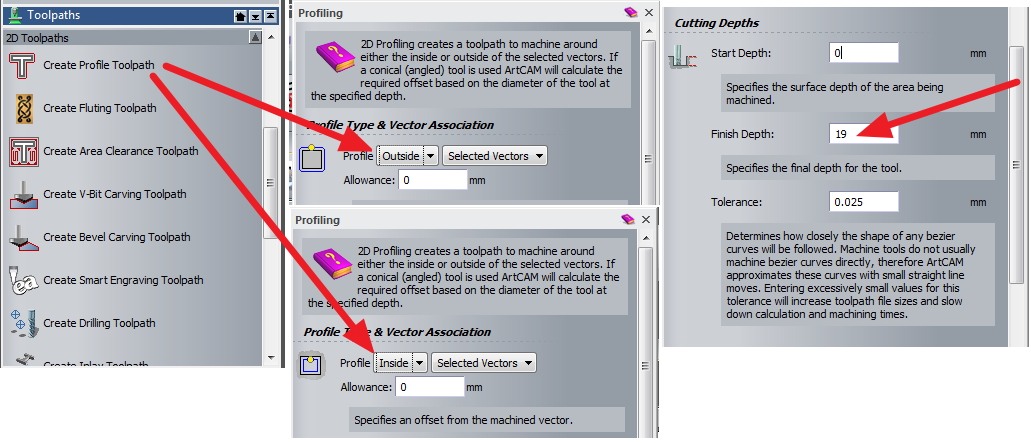 Toolpaths
2D Toolpaths
Create Profile Toolpath
Create Fluting Toolpath
Create Area Clearance Toolpath
Create V-Bit Carving Toolpath
Create Bevel Carving Toolpath
Create Smart Engraving Toolpath
Create Drilling Toolpath
Create Inlay Toolpath
Profiling
2D Profiling creates a toolpath to machine around
either the inside or outside of the selected vectors. If
a conical (angled) tool is used ArtCAM will calculate the
required offset based on the diameter of the tool at
the specified depth.
Profile Type & Vector Association
Profile Outside Selected Vectors
Allowance: 0 mm
Profiling
2D Profiling creates a toolpath to machine around
either the inside or outside of the selected vectors. If
a conical (angled) tool is used ArtCAM will calculate the
required offset based on the diameter of the tool at
the specified depth.
Profile Type & Vector Association
Profile Inside Selected Vectors
Allowance: 0 mm
Specifies an offset from the machined vector.
Cutting Depths
Start Depth: 0 mm
Specifies the surface depth of the area being
machined.
Finish Depth: 19 mm
Specifies the final depth for the tool.
Tolerance: 0.025 mm
Determines how closely the shape of any bezier
curves will be followed. Machine tools do not usually
machine bezier curves directly, therefore ArtCAM
approximates these curves with small straight line
moves. Entering excessively small values for this
tolerance will increase toolpath file sizes and slow
down calculation and machining times.